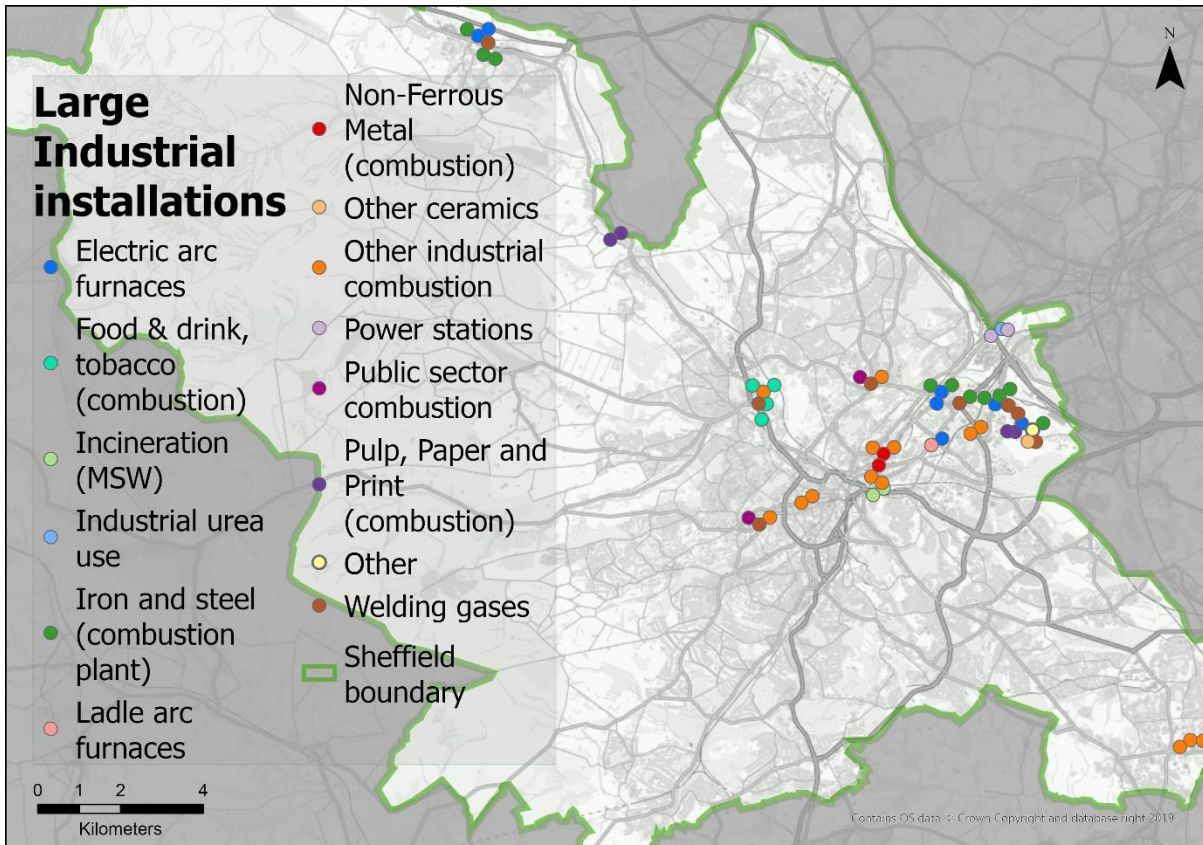 Large
Industrial
installations
Electric arc
furnaces
Food & drink,
tobacco
(combustion)
Incineration
(MSW)
Industrial urea
use
Iron and steel
(combustion
plant)
Ladle arc
furnaces
Non-Ferrous
Metal
(combustion)
Other ceramics
Other industrial
combustion
Power stations
Public sector
combustion
Pulp, Paper and
Print
(combustion)
Other
Welding gases
Sheffield
boundary
N
0 1 2 4
Kilometers
Contains OS data © Crown Copyright and database right 2019